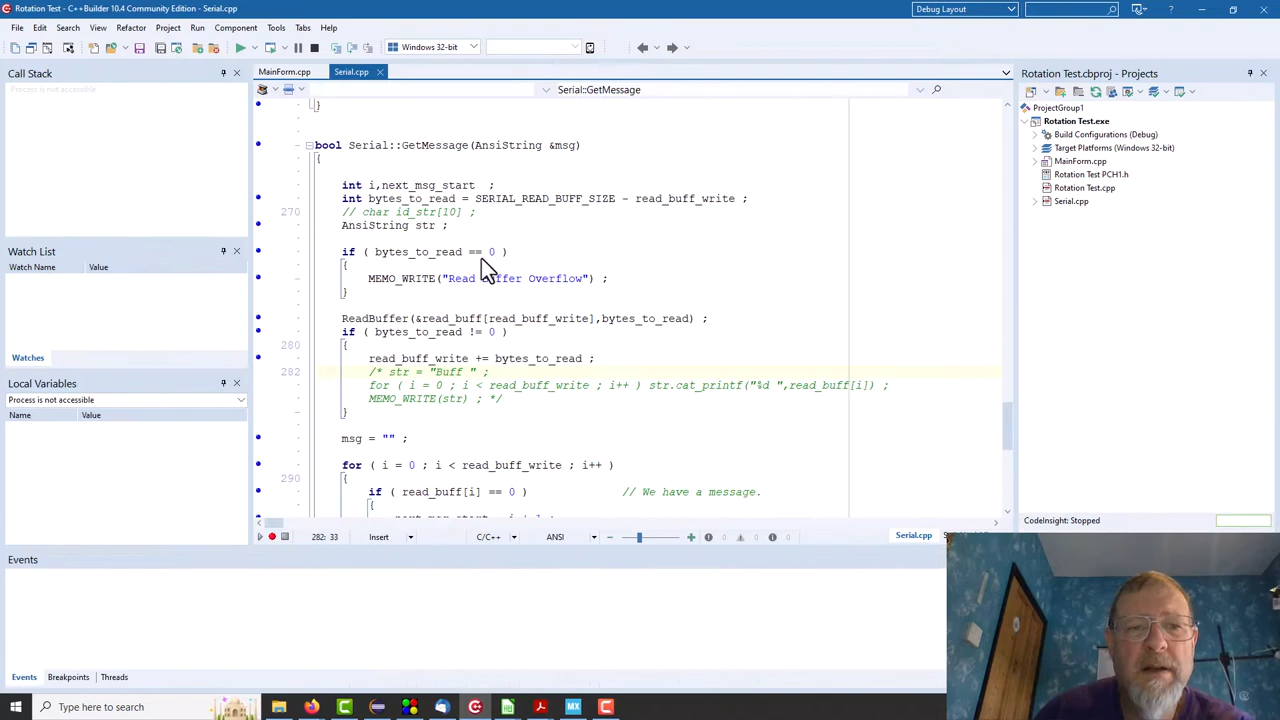 Rotation Test - C++Builder 10.4 Community Edition - Serial.cpp
Debug Layout
File Edit Search View Refactor Project Run Component Tools Tabs Help
Windows 32-bit
Call Stack
Process is not accessible
MainForm.cpp Serial.cpp
Serial::GetMessage
Rotation Test.cbproj - Projects
ProjectGroup1
Rotation Test.exe
Build Configurations (Debug)
Target Platforms (Windows 32-bit)
MainForm.cpp
Rotation Test PCH1.h
Rotation Test.cpp
Serial.cpp
}
bool Serial::GetMessage(AnsiString &msg)
{
int i,next_msg_start ;
int bytes_to_read = SERIAL_READ_BUFF_SIZE - read_buff_write ;
270 // char id_str[10] ;
AnsiString str ;
if ( bytes_to_read == 0 )
{
MEMO_WRITE("Read Buffer Overflow") ;
}
ReadBuffer(&read_buff[read_buff_write],bytes_to_read) ;
if ( bytes_to_read != 0 )
280 {
read_buff_write += bytes_to_read ;
282 /* str = "Buff " ;
for ( i = 0 ; i < read_buff_write ; i++ ) str.cat_printf("%d ",read_buff[i]) ;
MEMO_WRITE(str) ; */
}
msg = "" ;
for ( i = 0 ; i < read_buff_write ; i++ )
290 {
if ( read_buff[i] == 0 ) // We have a message.
{
Watch List
Watch Name Value
Watches
Local Variables
Process is not accessible
Name Value
CodeInsight: Stopped
282: 33 Insert C/C++ ANSI 0 0 0 Serial.cpp
Events
Events Breakpoints Threads
Type here to search